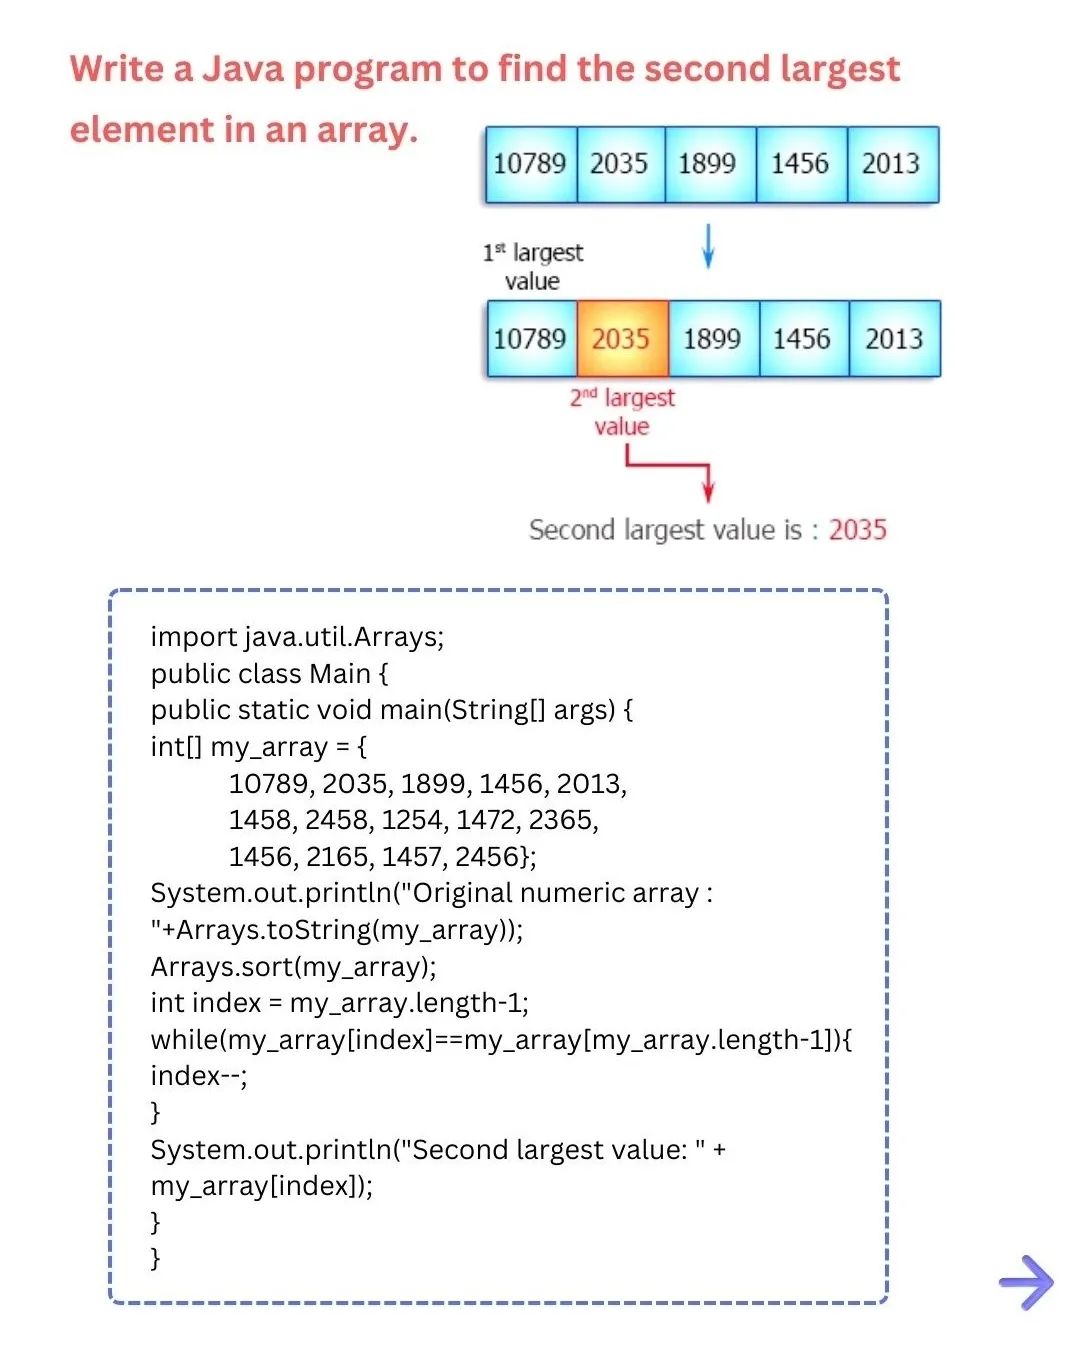 Write a Java program to find the second largest
element in an array.
10789 2035 1899 1456 2013
1st largest
value
10789 2035 1899 1456 2013
2nd largest
value
Second largest value is : 2035
import java.util.Arrays;
public class Main {
public static void main(String[] args) {
int[] my_array = {
10789, 2035, 1899, 1456, 2013,
1458, 2458, 1254, 1472, 2365,
1456, 2165, 1457, 2456};
System.out.println("Original numeric array :
"+Arrays.toString(my_array));
Arrays.sort(my_array);
int index = my_array.length-1;
while(my_array[index]==my_array[my_array.length-1]){
index--;
}
System.out.println("Second largest value: " +
my_array[index]);
}
}